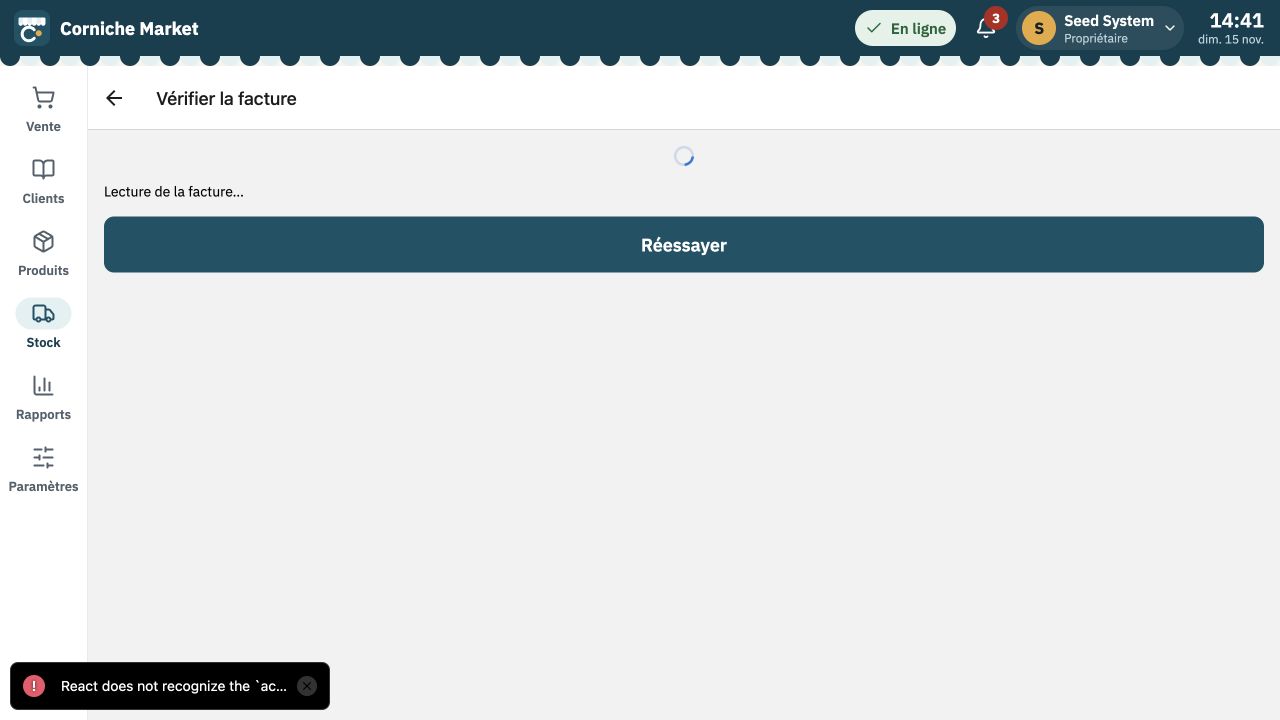 Corniche Market
En ligne
3
S
Seed System
Propriétaire
14:41
dim. 15 nov.
Vente
Clients
Produits
Stock
Rapports
Paramètres
Vérifier la facture
Lecture de la facture...
Réessayer
! React does not recognize the `ac...